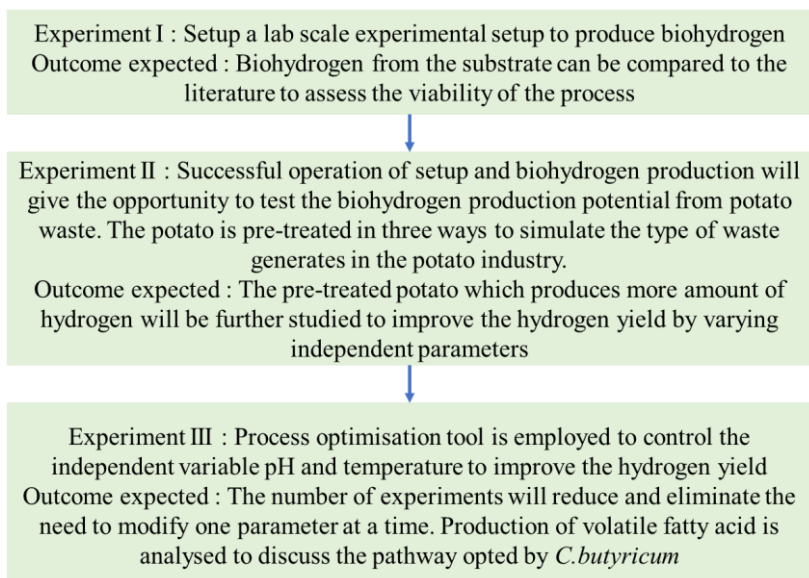 Experiment I : Setup a lab scale experimental setup to produce biohydrogen
Outcome expected : Biohydrogen from the substrate can be compared to the
literature to assess the viability of the process
Experiment II : Successful operation of setup and biohydrogen production will
give the opportunity to test the biohydrogen production potential from potato
waste. The potato is pre-treated in three ways to simulate the type of waste
generates in the potato industry.
Outcome expected : The pre-treated potato which produces more amount of
hydrogen will be further studied to improve the hydrogen yield by varying
independent parameters
Experiment III : Process optimisation tool is employed to control the
independent variable pH and temperature to improve the hydrogen yield
Outcome expected : The number of experiments will reduce and eliminate the
need to modify one parameter at a time. Production of volatile fatty acid is
analysed to discuss the pathway opted by C.butyricum